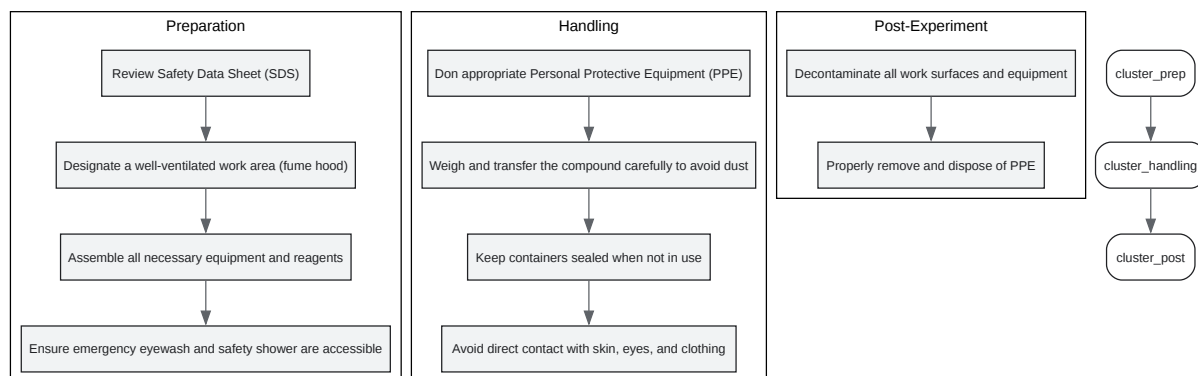 Preparation
Review Safety Data Sheet (SDS)
Designate a well-ventilated work area (fume hood)
Assemble all necessary equipment and reagents
Ensure emergency eyewash and safety shower are accessible
Handling
Don appropriate Personal Protective Equipment (PPE)
Weigh and transfer the compound carefully to avoid dust
Keep containers sealed when not in use
Avoid direct contact with skin, eyes, and clothing
Post-Experiment
Decontaminate all work surfaces and equipment
Properly remove and dispose of PPE
cluster_prep
cluster_handling
cluster_post